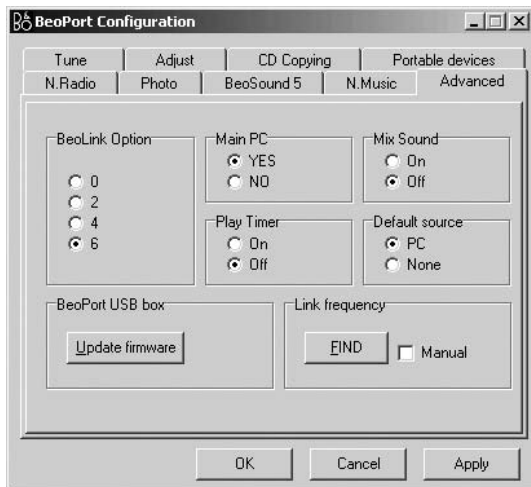 B&O BeoPort Configuration
Tune Adjust CD Copying Portable devices
N.Radio Photo BeoSound 5 N.Music Advanced
BeoLink Option
0
2
4
6
Main PC
YES
NO
Mix Sound
On
Off
Play Timer
On
Off
Default source
PC
None
BeoPort USB box
Update firmware
Link frequency
FIND Manual
OK Cancel Apply